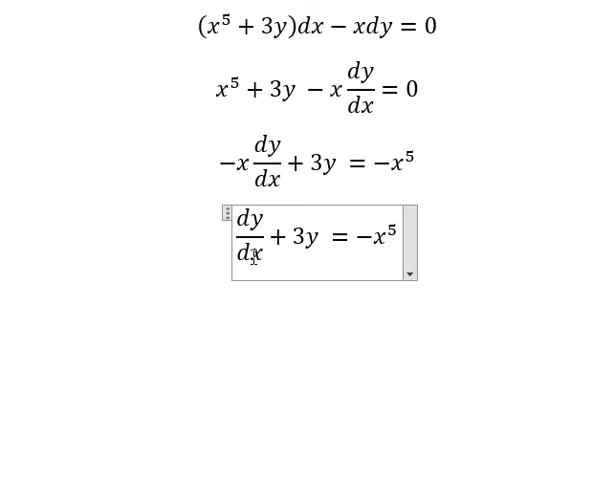 (x⁵ + 3y)dx − xdy = 0
x⁵ + 3y − x dy/dx = 0
−x dy/dx + 3y = −x⁵
dy/dx + 3y = −x⁵